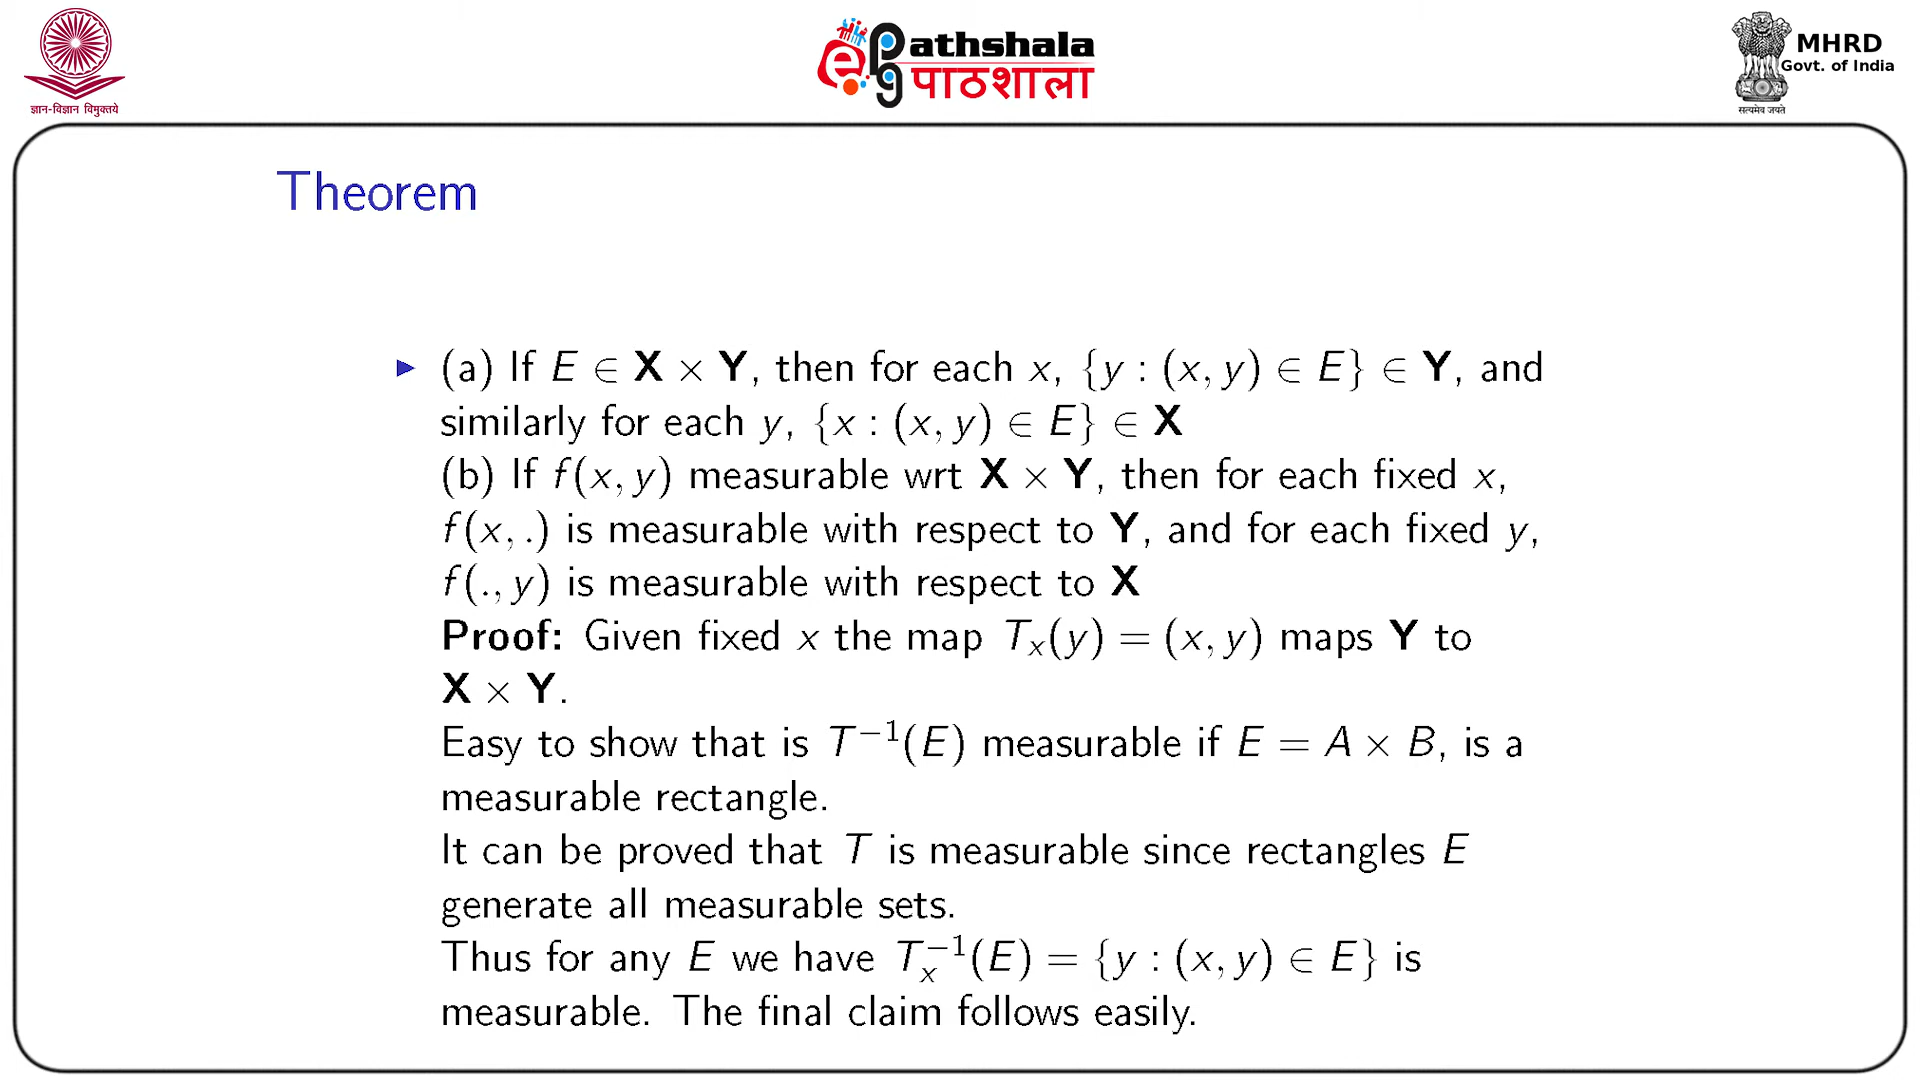 ज्ञान-विज्ञान विमुक्तये
ePG Pathshala
पाठशाला
MHRD
Govt. of India
सत्यमेव जयते
Theorem
▶ (a) If E ∈ X × Y, then for each x, {y : (x, y) ∈ E} ∈ Y, and
similarly for each y, {x : (x, y) ∈ E} ∈ X
(b) If f(x, y) measurable wrt X × Y, then for each fixed x,
f(x, .) is measurable with respect to Y, and for each fixed y,
f(., y) is measurable with respect to X
Proof: Given fixed x the map Tₓ(y) = (x, y) maps Y to
X × Y.
Easy to show that is T⁻¹(E) measurable if E = A × B, is a
measurable rectangle.
It can be proved that T is measurable since rectangles E
generate all measurable sets.
Thus for any E we have Tₓ⁻¹(E) = {y : (x, y) ∈ E} is
measurable. The final claim follows easily.